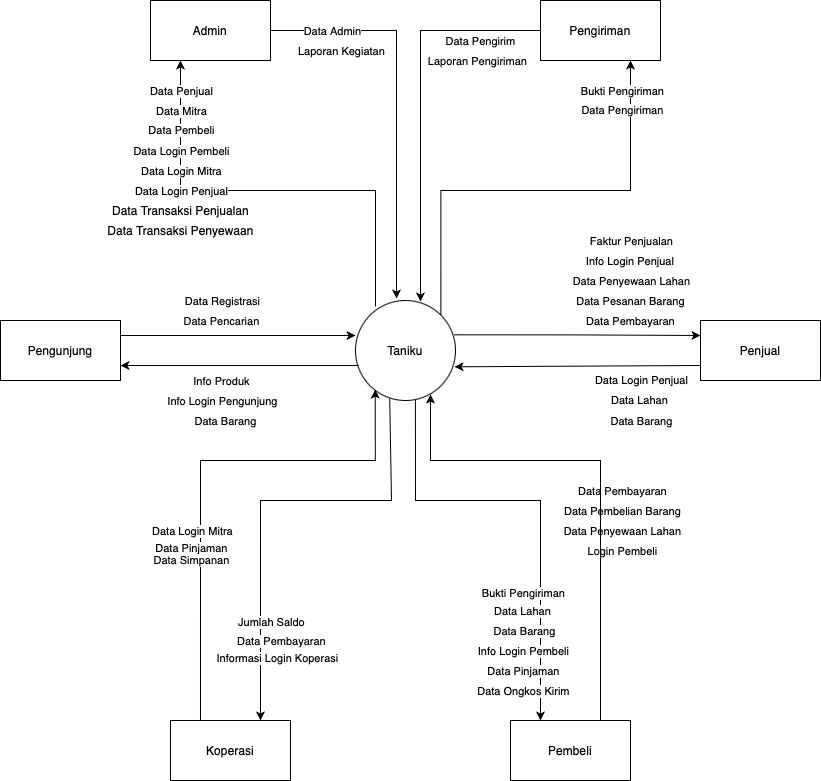 Admin
Data Admin
Laporan Kegiatan
Pengiriman
Data Pengirim
Laporan Pengiriman
Data Penjual
Data Mitra
Data Pembeli
Data Login Pembeli
Data Login Mitra
Data Login Penjual
Data Transaksi Penjualan
Data Transaksi Penyewaan
Bukti Pengiriman
Data Pengiriman
Faktur Penjualan
Info Login Penjual
Data Penyewaan Lahan
Data Pesanan Barang
Data Pembayaran
Data Registrasi
Data Pencarian
Pengunjung
Taniku
Penjual
Info Produk
Info Login Pengunjung
Data Barang
Data Login Penjual
Data Lahan
Data Barang
Data Login Mitra
Data Pinjaman
Data Simpanan
Data Pembayaran
Data Pembelian Barang
Data Penyewaan Lahan
Login Pembeli
Jumlah Saldo
Data Pembayaran
Informasi Login Koperasi
Bukti Pengiriman
Data Lahan
Data Barang
Info Login Pembeli
Data Pinjaman
Data Ongkos Kirim
Koperasi
Pembeli